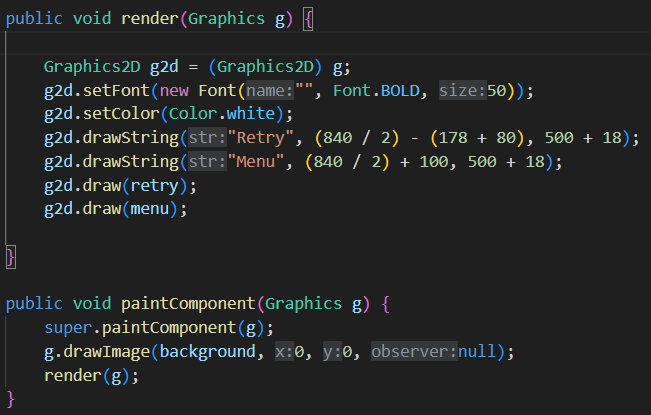 public void render(Graphics g) {
Graphics2D g2d = (Graphics2D) g;
g2d.setFont(new Font(name:"", Font.BOLD, size:50));
g2d.setColor(Color.white);
g2d.drawString(str:"Retry", (840 / 2) - (178 + 80), 500 + 18);
g2d.drawString(str:"Menu", (840 / 2) + 100, 500 + 18);
g2d.draw(retry);
g2d.draw(menu);
}
public void paintComponent(Graphics g) {
super.paintComponent(g);
g.drawImage(background, x:0, y:0, observer:null);
render(g);
}